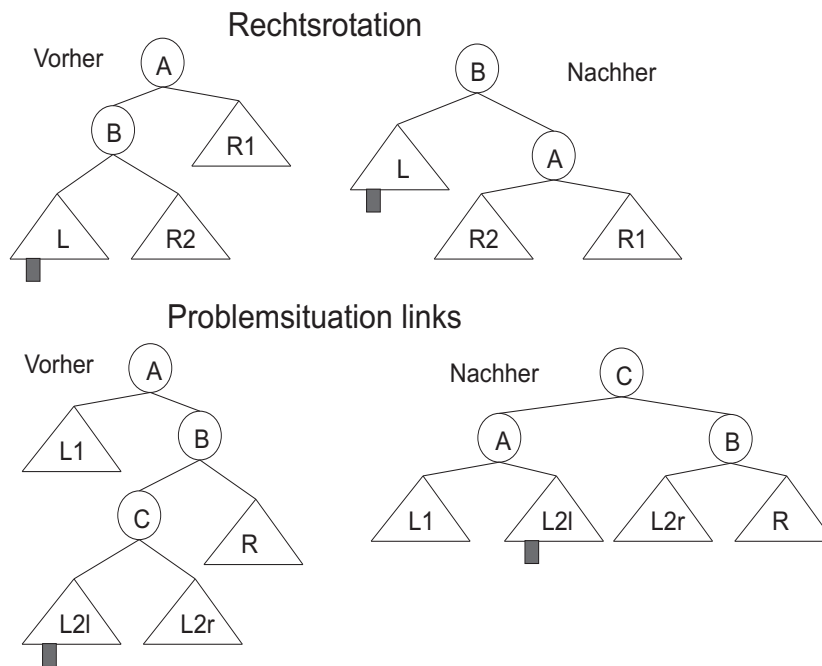 Rechtsrotation
Vorher A B Nachher
B R1 L A
L R2 R2 R1
Problemsituation links
Vorher A Nachher C
L1 B A B
C R L1 L2l L2r R
L2l L2r